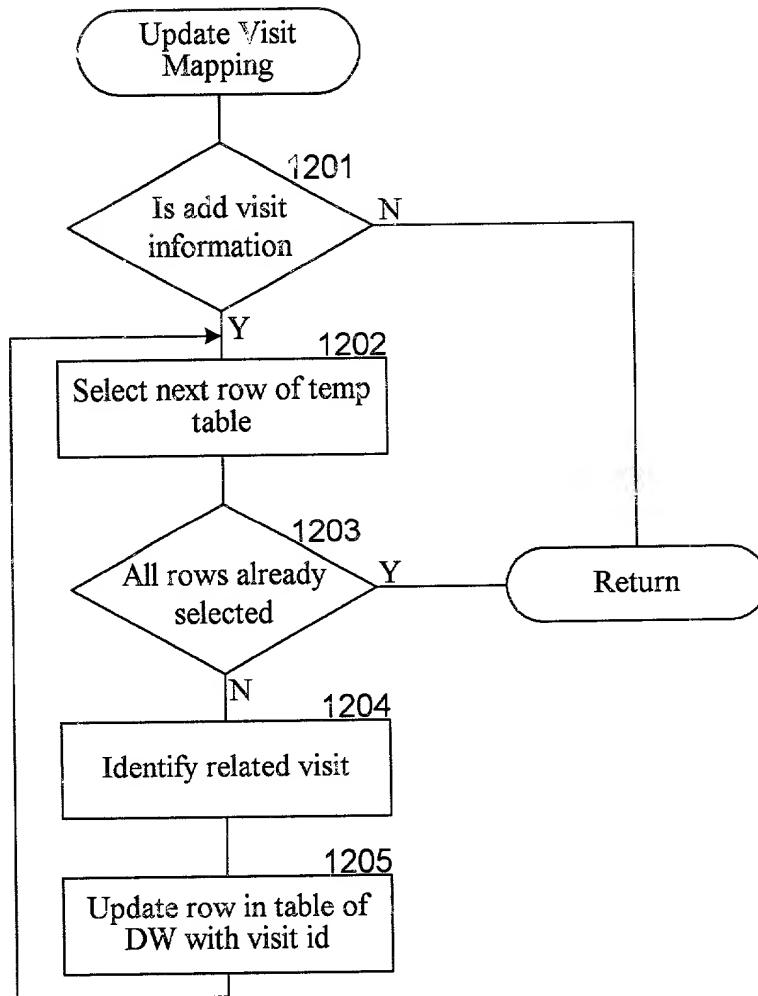 Update Visit
Mapping
1201
Is add visit
information
N
Y
1202
Select next row of temp
table
1203
All rows already
selected
Y
Return
N
1204
Identify related visit
1205
Update row in table of
DW with visit id